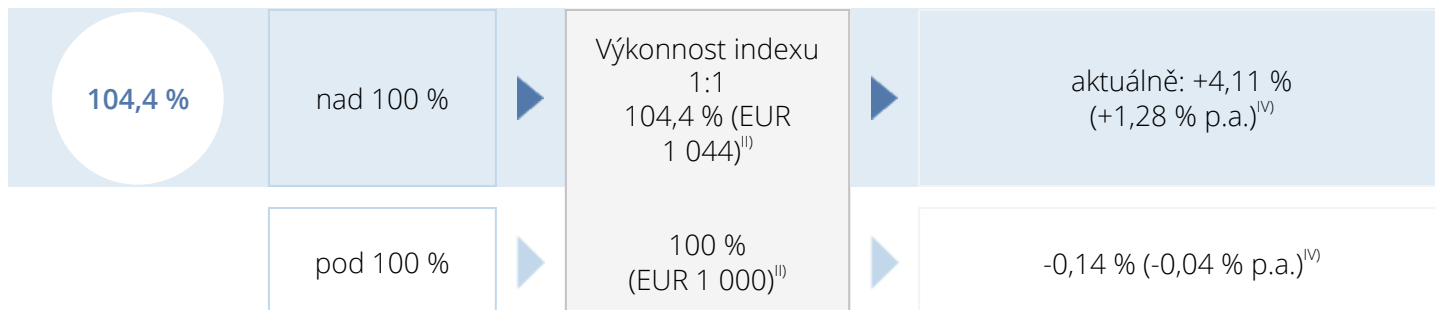 104,4 %
nad 100 %
Výkonnost indexu
1:1
104,4 % (EUR
1 044)II)
aktuálně: +4,11 %
(+1,28 % p.a.)IV)
pod 100 %
100 %
(EUR 1 000)II)
-0,14 % (-0,04 % p.a.)IV)